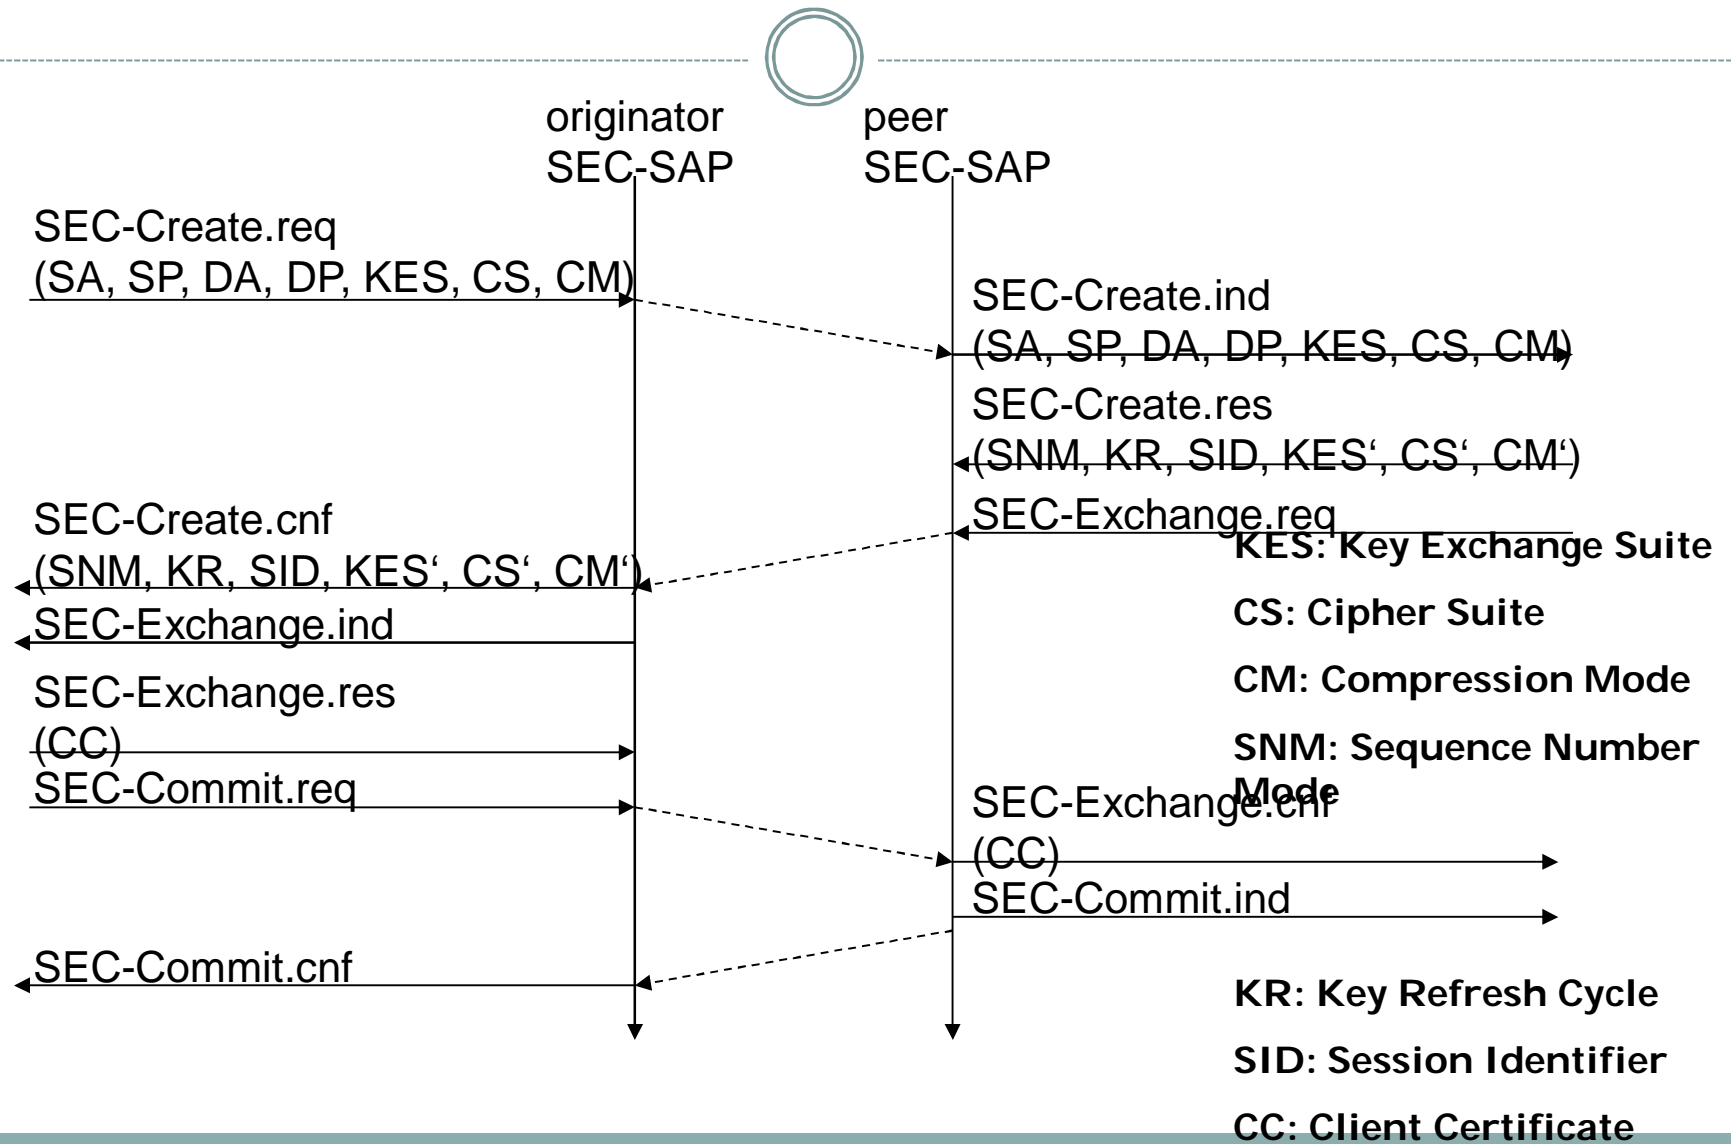 originator
SEC-SAP
peer
SEC-SAP
SEC-Create.req
(SA, SP, DA, DP, KES, CS, CM)
SEC-Create.ind
(SA, SP, DA, DP, KES, CS, CM)
SEC-Create.res
(SNM, KR, SID, KES‘, CS‘, CM‘)
SEC-Exchange.req
SEC-Create.cnf
(SNM, KR, SID, KES‘, CS‘, CM‘)
SEC-Exchange.ind
SEC-Exchange.res
(CC)
SEC-Commit.req
SEC-Exchange.cnf
(CC)
SEC-Commit.ind
SEC-Commit.cnf
KES: Key Exchange Suite
CS: Cipher Suite
CM: Compression Mode
SNM: Sequence Number
Mode
KR: Key Refresh Cycle
SID: Session Identifier
CC: Client Certificate